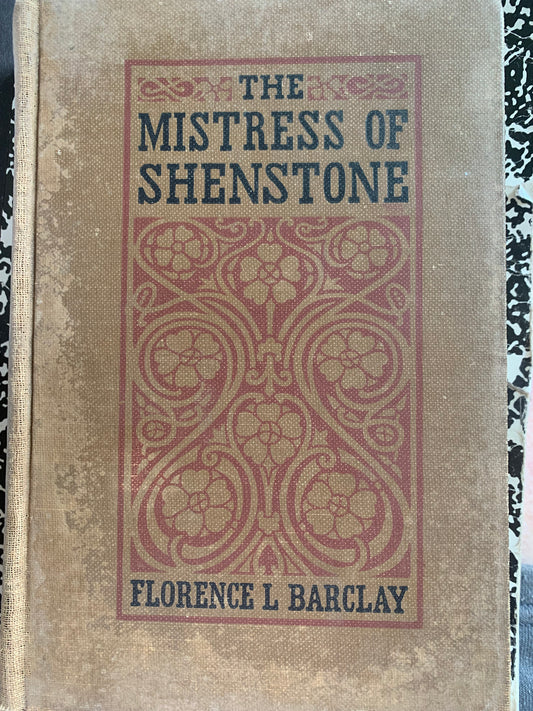 THE
MISTRESS OF
SHENSTONE
FLORENCE L BARCLAY